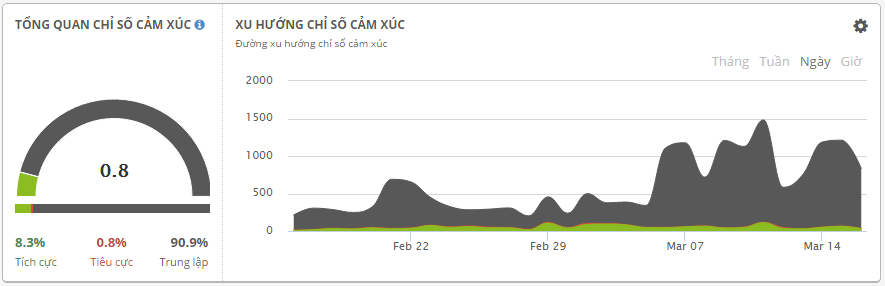 TỔNG QUAN CHỈ SỐ CẢM XÚC
0.8
8.3% 0.8% 90.9%
Tích cực Tiêu cực Trung lập
XU HƯỚNG CHỈ SỐ CẢM XÚC
Đường xu hướng chỉ số cảm xúc
Tháng Tuần Ngày Giờ
2000
1500
1000
500
0
Feb 22 Feb 29 Mar 07 Mar 14